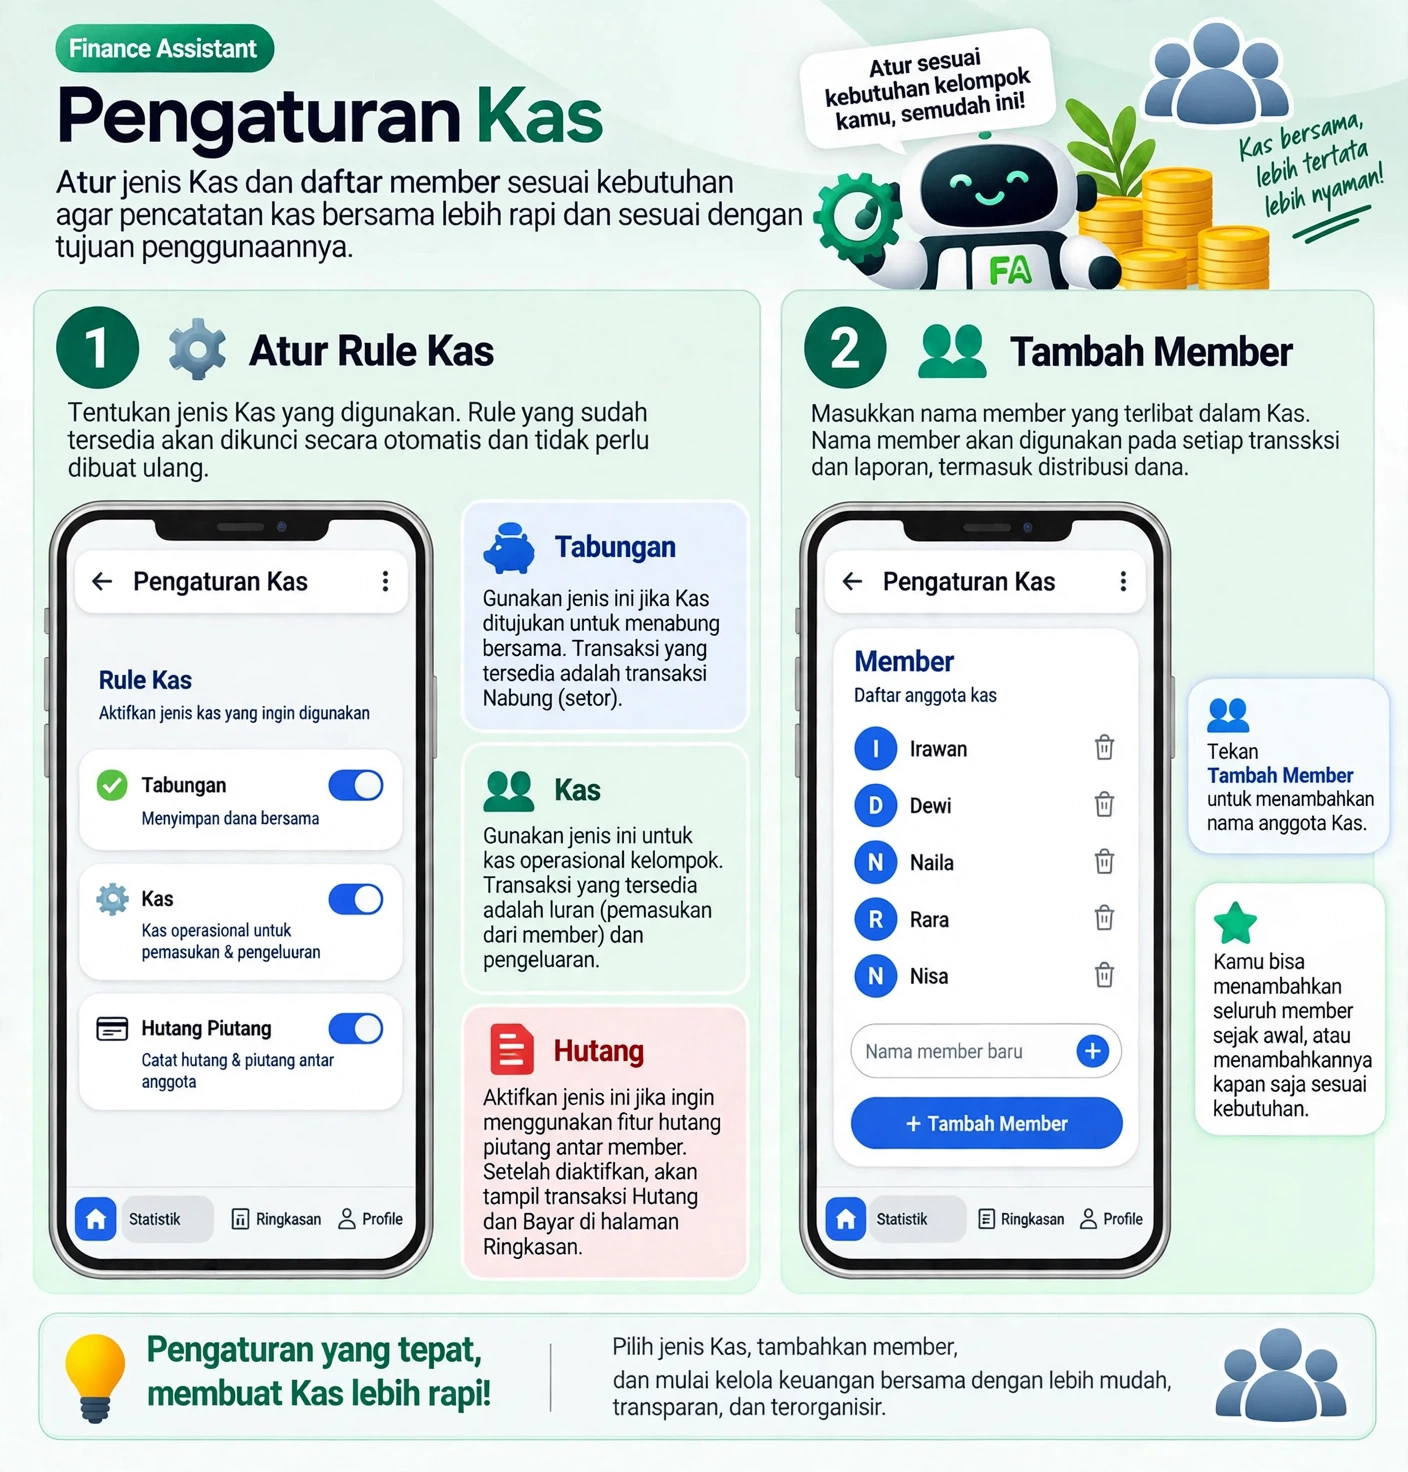 Finance Assistant
Pengaturan Kas
Atur jenis Kas dan daftar member sesuai kebutuhan
agar pencatatan kas bersama lebih rapi dan sesuai dengan
tujuan penggunaannya.
Atur sesuai
kebutuhan kelompok
kamu, semudah ini!
Kas bersama,
lebih tertata
lebih nyaman!
FA
1
Atur Rule Kas
Tentukan jenis Kas yang digunakan. Rule yang sudah
tersedia akan dikunci secara otomatis dan tidak perlu
dibuat ulang.
Pengaturan Kas
Rule Kas
Aktifkan jenis kas yang ingin digunakan
Tabungan
Menyimpan dana bersama
Kas
Kas operasional untuk
pemasukan & pengeluuran
Hutang Piutang
Catat hutang & piutang antar
anggota
Statistik
Ringkasan
Profile
Tabungan
Gunakan jenis ini jika Kas
ditujukan untuk menabung
bersama. Transaksi yang
tersedia adalah transaksi
Nabung (setor).
Kas
Gunakan jenis ini untuk
kas operasional kelompok.
Transaksi yang tersedia
adalah luran (pemasukan
dari member) dan
pengeluaran.
Hutang
Aktifkan jenis ini jika ingin
menggunakan fitur hutang
piutang antar member.
Setelah diaktifkan, akan
tampil transaksi Hutang
dan Bayar di halaman
Ringkasan.
2
Tambah Member
Masukkan nama member yang terlibat dalam Kas.
Nama member akan digunakan pada setiap transsksi
dan laporan, termasuk distribusi dana.
Pengaturan Kas
Member
Daftar anggota kas
I Irawan
D Dewi
N Naila
R Rara
N Nisa
Nama member baru
+ Tambah Member
Statistik
Ringkasan
Profile
Tekan
Tambah Member
untuk menambahkan
nama anggota Kas.
Kamu bisa
menambahkan
seluruh member
sejak awal, atau
menambahkannya
kapan saja sesuai
kebutuhan.
Pengaturan yang tepat,
membuat Kas lebih rapi!
Pilih jenis Kas, tambahkan member,
dan mulai kelola keuangan bersama dengan lebih mudah,
transparan, dan terorganisir.